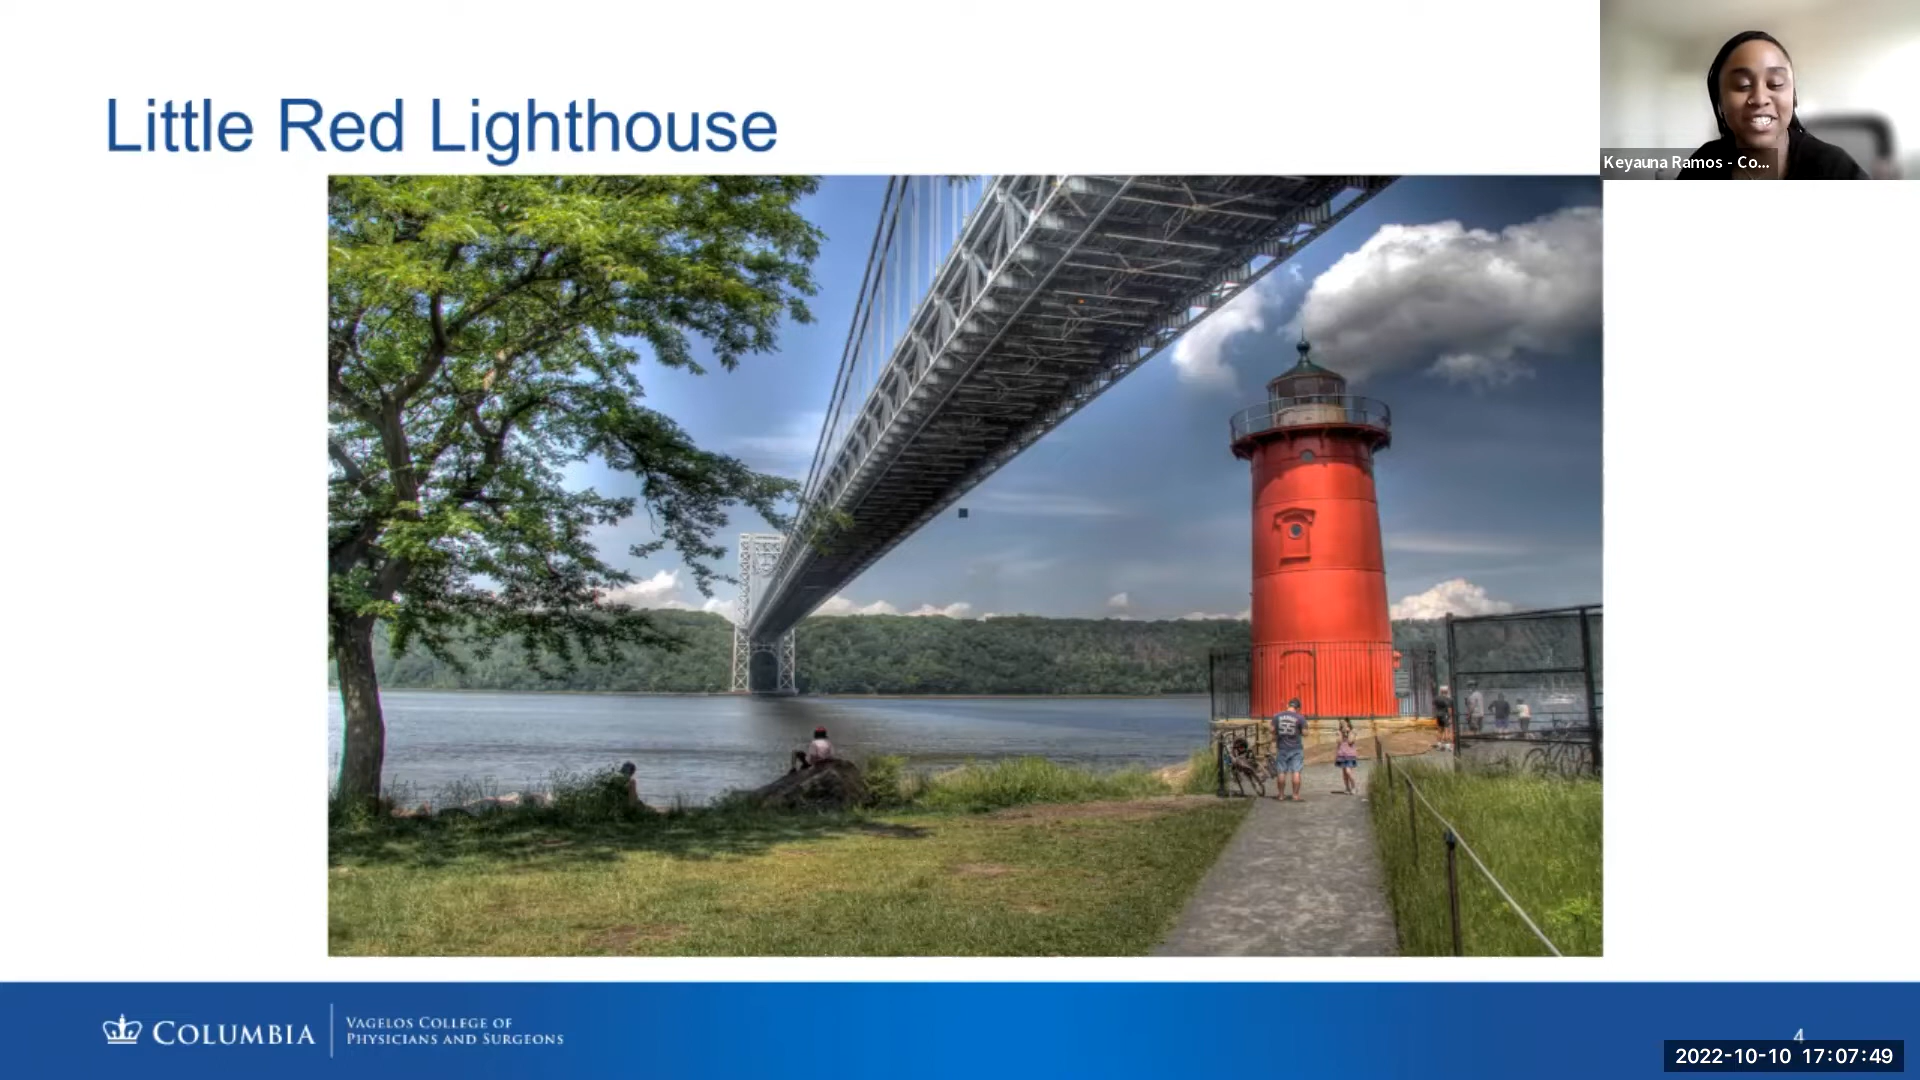 Little Red Lighthouse
Keyauna Ramos - Co...
55
COLUMBIA
VAGELOS COLLEGE OF
PHYSICIANS AND SURGEONS
4
2022-10-10 17:07:49